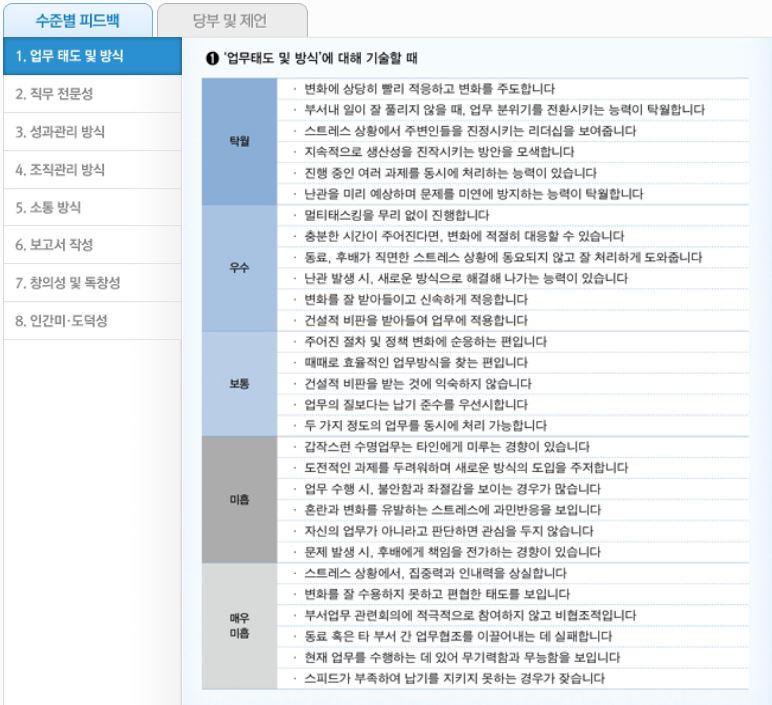 수준별 피드백
당부 및 제언
1. 업무 태도 및 방식
2. 직무 전문성
3. 성과관리 방식
4. 조직관리 방식
5. 소통 방식
6. 보고서 작성
7. 창의성 및 독창성
8. 인간미·도덕성
❶ '업무태도 및 방식'에 대해 기술할 때
탁월
· 변화에 상당히 빨리 적응하고 변화를 주도합니다
· 부서내 일이 잘 풀리지 않을 때, 업무 분위기를 전환시키는 능력이 탁월합니다
· 스트레스 상황에서 주변인들을 진정시키는 리더십을 보여줍니다
· 지속적으로 생산성을 진작시키는 방안을 모색합니다
· 진행 중인 여러 과제를 동시에 처리하는 능력이 있습니다
· 난관을 미리 예상하며 문제를 미연에 방지하는 능력이 탁월합니다
우수
· 멀티태스킹을 무리 없이 진행합니다
· 충분한 시간이 주어진다면, 변화에 적절히 대응할 수 있습니다
· 동료, 후배가 직면한 스트레스 상황에 동요되지 않고 잘 처리하게 도와줍니다
· 난관 발생 시, 새로운 방식으로 해결해 나가는 능력이 있습니다
· 변화를 잘 받아들이고 신속하게 적응합니다
· 건설적 비판을 받아들여 업무에 적용합니다
보통
· 주어진 절차 및 정책 변화에 순응하는 편입니다
· 때때로 효율적인 업무방식을 찾는 편입니다
· 건설적 비판을 받는 것에 익숙하지 않습니다
· 업무의 질보다는 납기 준수를 우선시합니다
· 두 가지 정도의 업무를 동시에 처리 가능합니다
미흡
· 갑작스런 수명업무는 타인에게 미루는 경향이 있습니다
· 도전적인 과제를 두려워하며 새로운 방식의 도입을 주저합니다
· 업무 수행 시, 불안함과 좌절감을 보이는 경우가 많습니다
· 혼란과 변화를 유발하는 스트레스에 과민반응을 보입니다
· 자신의 업무가 아니라고 판단하면 관심을 두지 않습니다
· 문제 발생 시, 후배에게 책임을 전가하는 경향이 있습니다
매우
미흡
· 스트레스 상황에서, 집중력과 인내력을 상실합니다
· 변화를 잘 수용하지 못하고 편협한 태도를 보입니다
· 부서업무 관련회의에 적극적으로 참여하지 않고 비협조적입니다
· 동료 혹은 타 부서 간 업무협조를 이끌어내는 데 실패합니다
· 현재 업무를 수행하는 데 있어 무기력함과 무능함을 보입니다
· 스피드가 부족하여 납기를 지키지 못하는 경우가 잦습니다